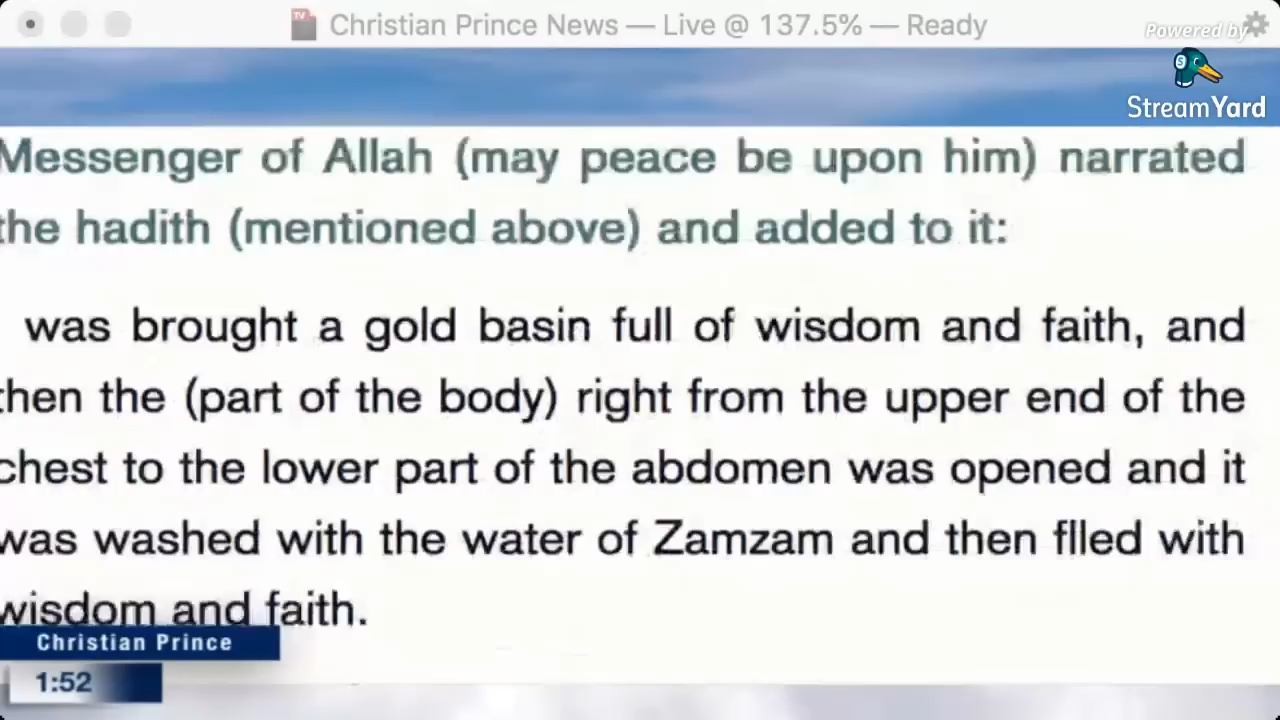 TV
Christian Prince News — Live @ 137.5% — Ready
Powered by
StreamYard
Messenger of Allah (may peace be upon him) narrated
the hadith (mentioned above) and added to it:
was brought a gold basin full of wisdom and faith, and
then the (part of the body) right from the upper end of the
chest to the lower part of the abdomen was opened and it
was washed with the water of Zamzam and then flled with
wisdom and faith.
Christian Prince
1:52